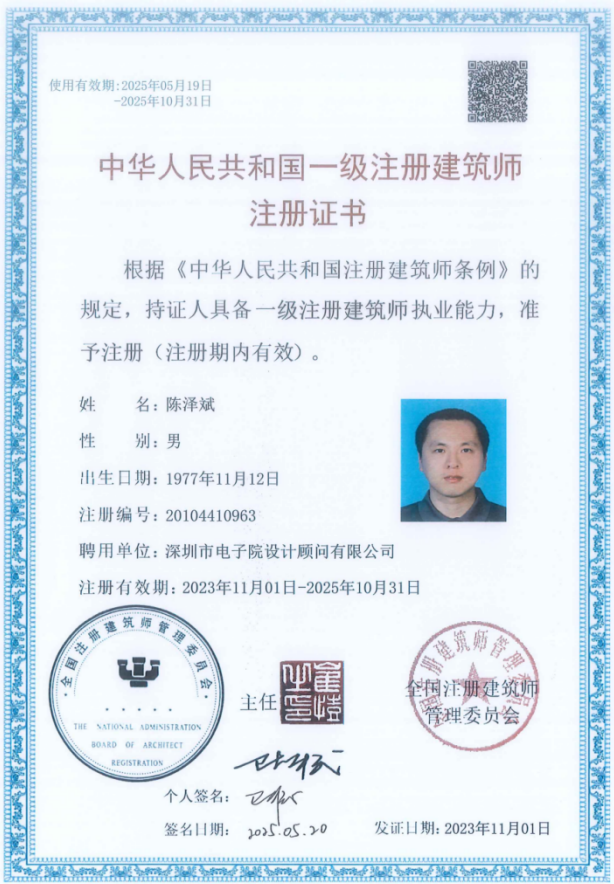 使用有效期:2025年05月19日
-2025年10月31日
中华人民共和国一级注册建筑师
注册证书
根据《中华人民共和国注册建筑师条例》的
规定，持证人具备一级注册建筑师执业能力，准
予注册（注册期内有效）。
姓 名：陈泽斌
性 别：男
出生日期：1977年11月12日
注册编号：20104410963
聘用单位：深圳市电子院设计顾问有限公司
注册有效期：2023年11月01日-2025年10月31日
·全国注册建筑师管理委员会·
THE NATIONAL ADMINISTRATION
BOARD OF ARCHITECT
REGISTRATION
主任
全国注册建筑师
管理委员会
个人签名：
签名日期： 2025.05.20
发证日期：2023年11月01日